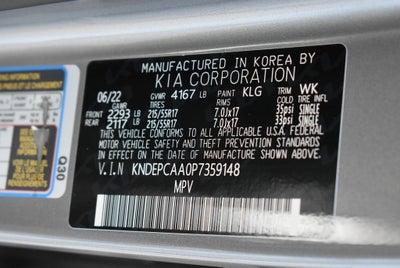 MANUFACTURED IN KOREA BY
KIA CORPORATION
06/22 GVWR 4167 LB PAINT KLG TRIM WK
GAWR TIRES RIMS COLD TIRE INFL
FRONT 2293 LB 215/55R17 7.0Jx17 35psi SINGLE
REAR 2117 LB 215/55R17 7.0Jx17 33psi SINGLE
THIS VEHICLE CONFORMS TO ALL APPLICABLE U.S.A FEDERAL
MOTOR VEHICLE SAFETY AND THEFT PREVENTION STANDARDS
IN EFFECT ON THE DATE OF MANUFACTURE SHOWN ABOVE.
V.I.N KNDEPCAA0P7359148
MPV
Q30